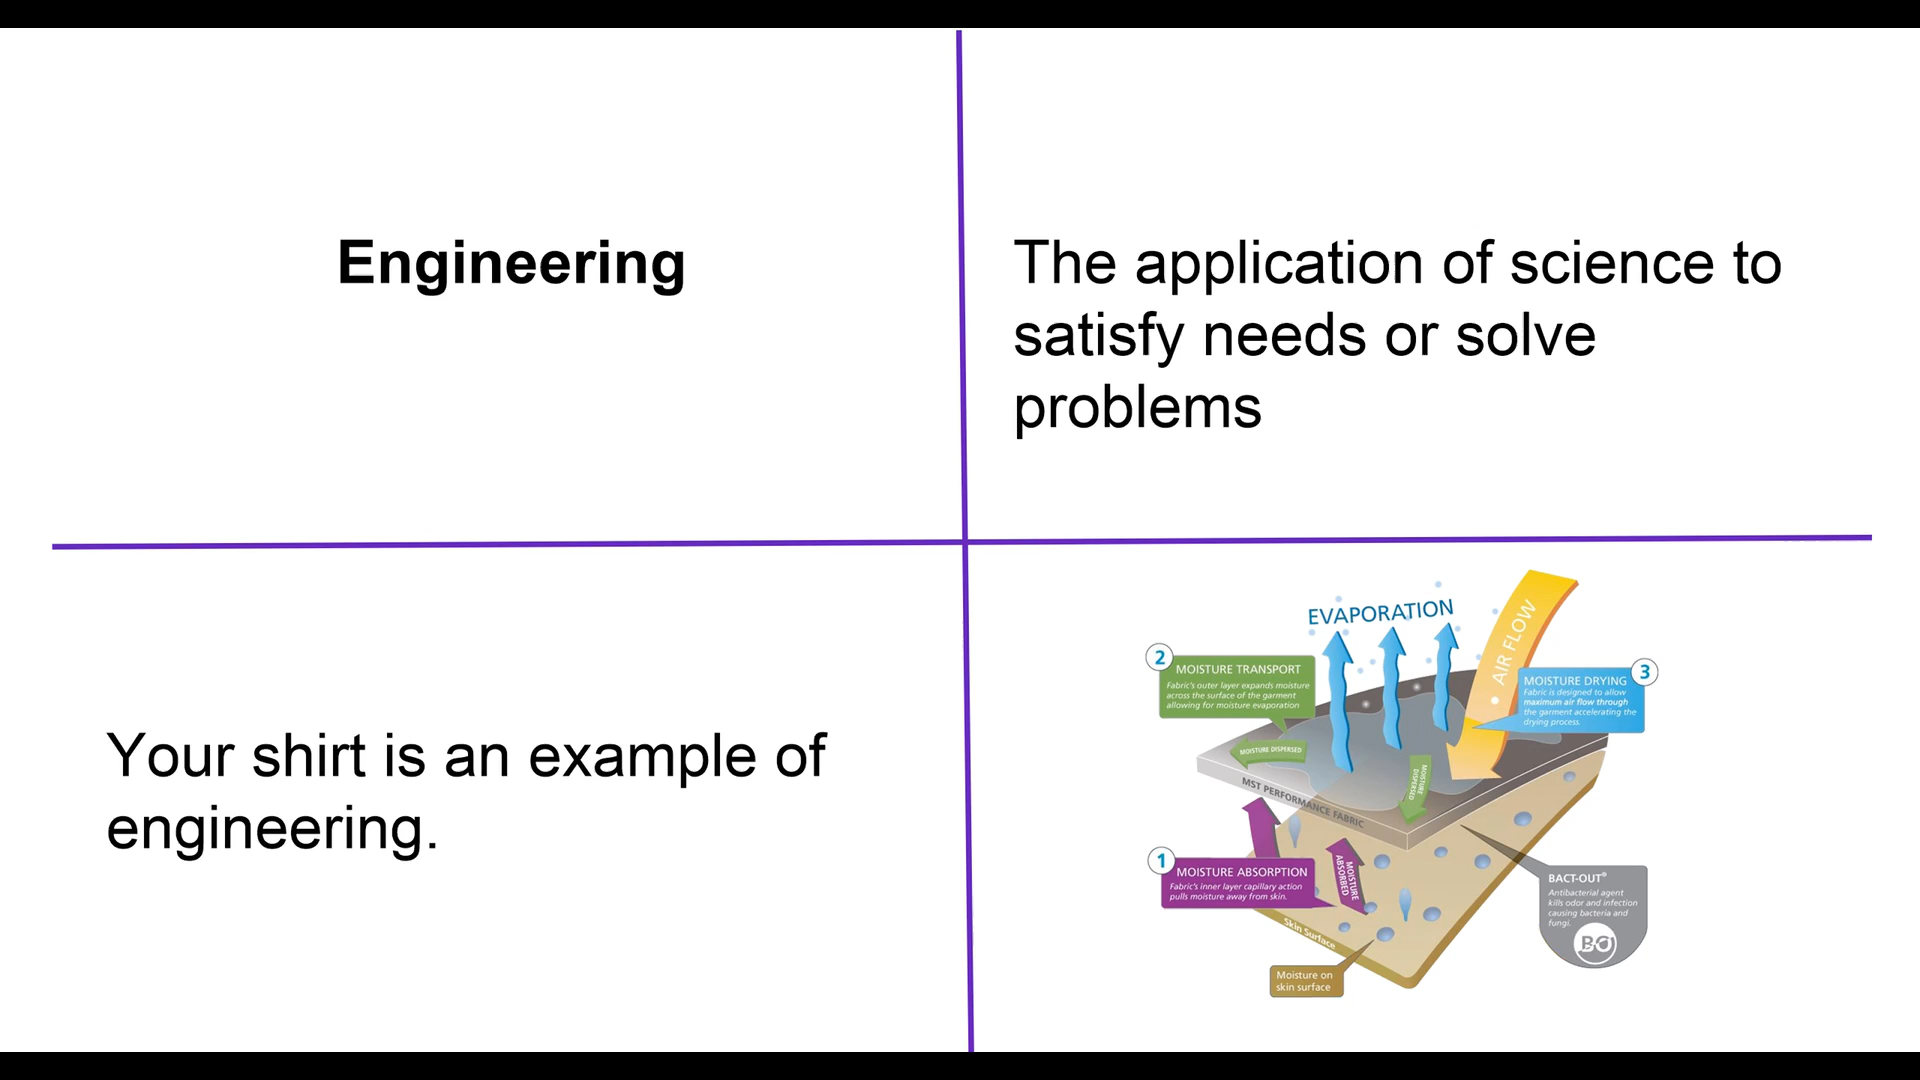 Engineering
The application of science to
satisfy needs or solve
problems
Your shirt is an example of
engineering.
EVAPORATION
AIR FLOW
2
MOISTURE TRANSPORT
Fabric's outer layer expands moisture
across the surface of the garment
allowing for moisture evaporation
3
MOISTURE DRYING
Fabric is designed to allow
maximum air flow through
the garment accelerating the
drying process.
MOISTURE DISPERSED
MOISTURE
DISPERSED
MST PERFORMANCE FABRIC
1
MOISTURE ABSORPTION
Fabric's inner layer capillary action
pulls moisture away from skin.
MOISTURE
ABSORBED
BACT-OUT®
Antibacterial agent
kills odor and infection
causing bacteria and
fungi.
BO
Skin Surface
Moisture on
skin surface